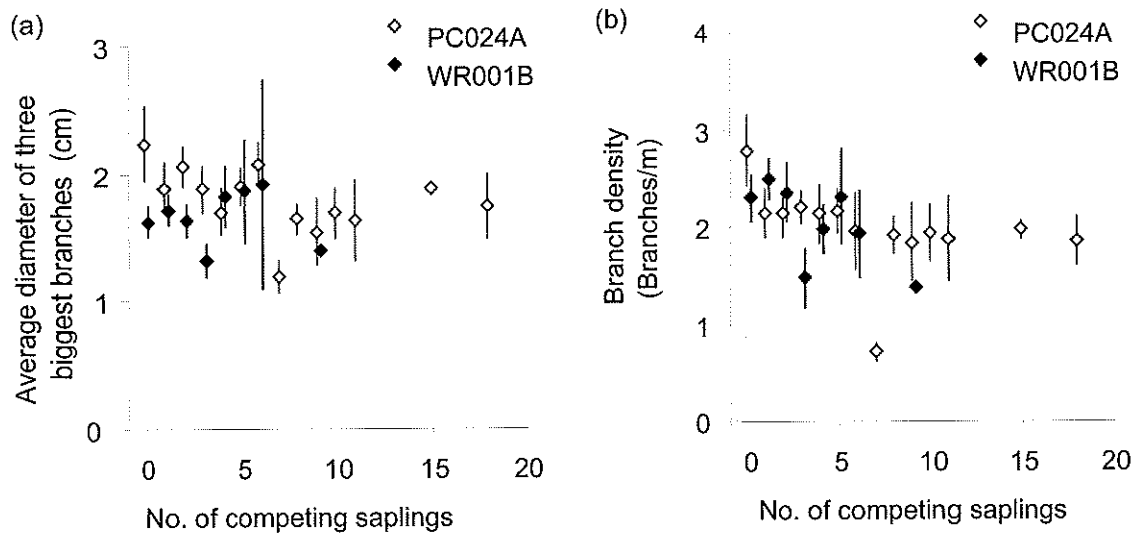 (a)
PC024A
WR001B
3
2
1
0
Average diameter of three
biggest branches (cm)
0 5 10 15 20
No. of competing saplings
(b)
PC024A
WR001B
4
3
2
1
0
Branch density
(Branches/m)
0 5 10 15 20
No. of competing saplings